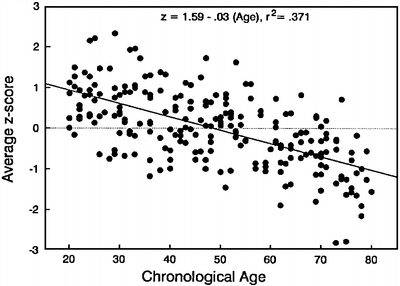 z = 1.59 - .03 (Age), r²= .371
3
2
1
0
-1
-2
-3
Average z-score
20 30 40 50 60 70 80
Chronological Age